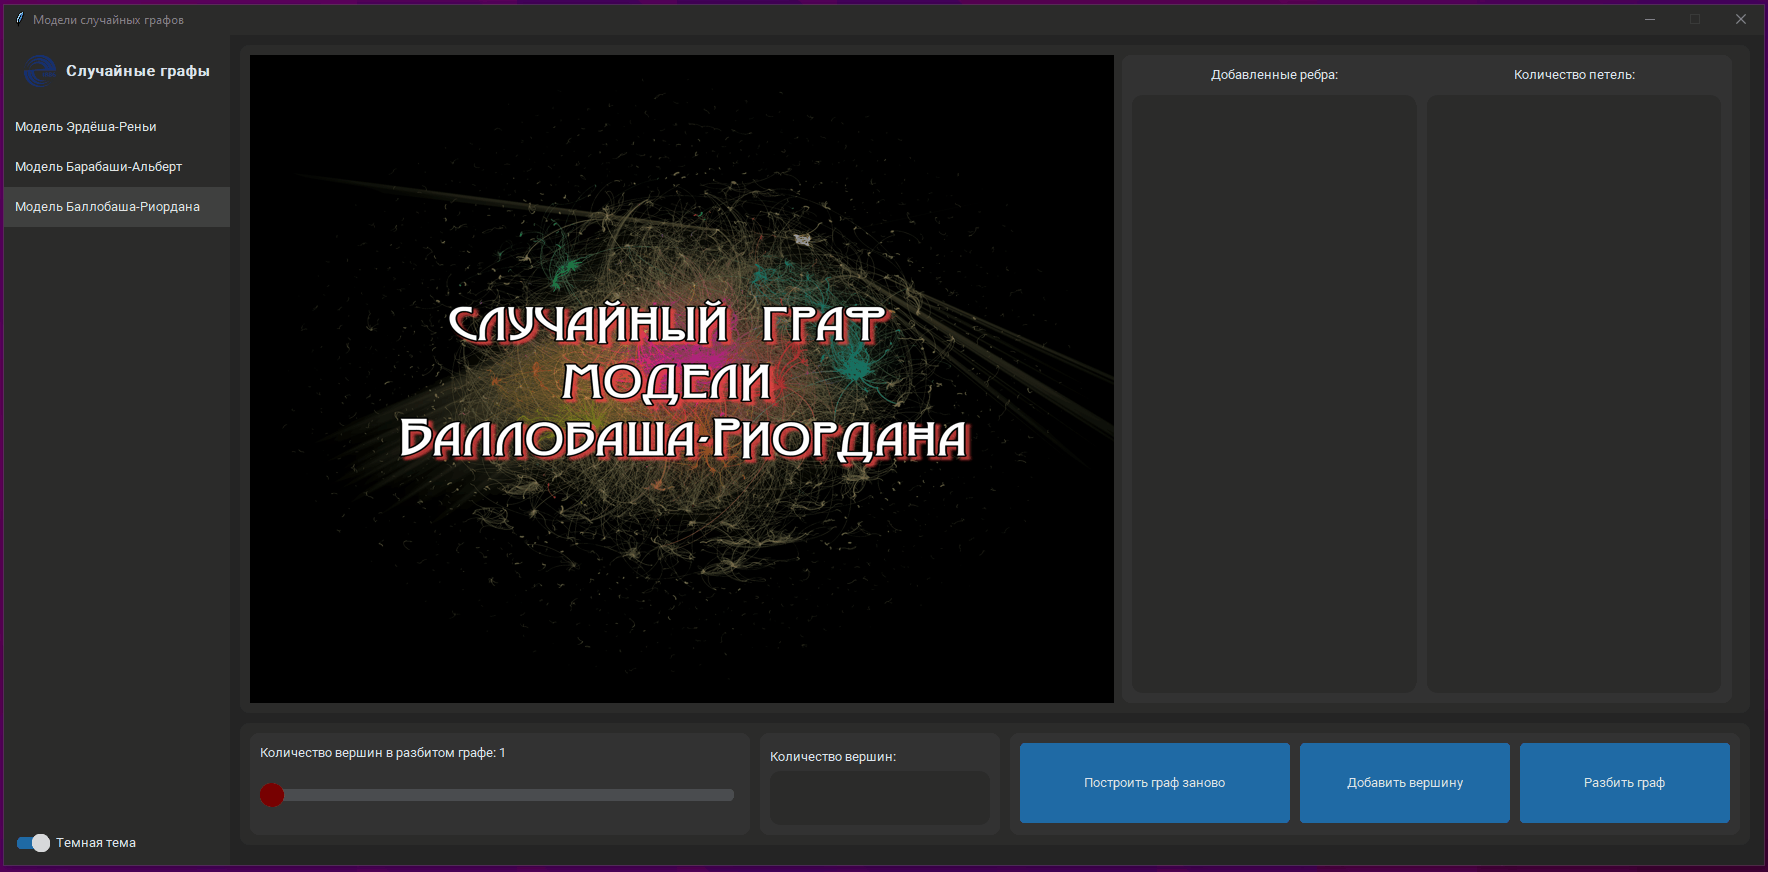 Модели случайных графов
Случайные графы
Модель Эрдёша-Реньи
Модель Барабаши-Альберт
Модель Баллобаша-Риордана
Темная тема
СЛУЧАЙНЫЙ ГРАФ
МОДЕЛИ
БАЛЛОБАША-РИОРДАНА
Добавленные ребра:
Количество петель:
Количество вершин в разбитом графе: 1
Количество вершин:
Построить граф заново
Добавить вершину
Разбить граф